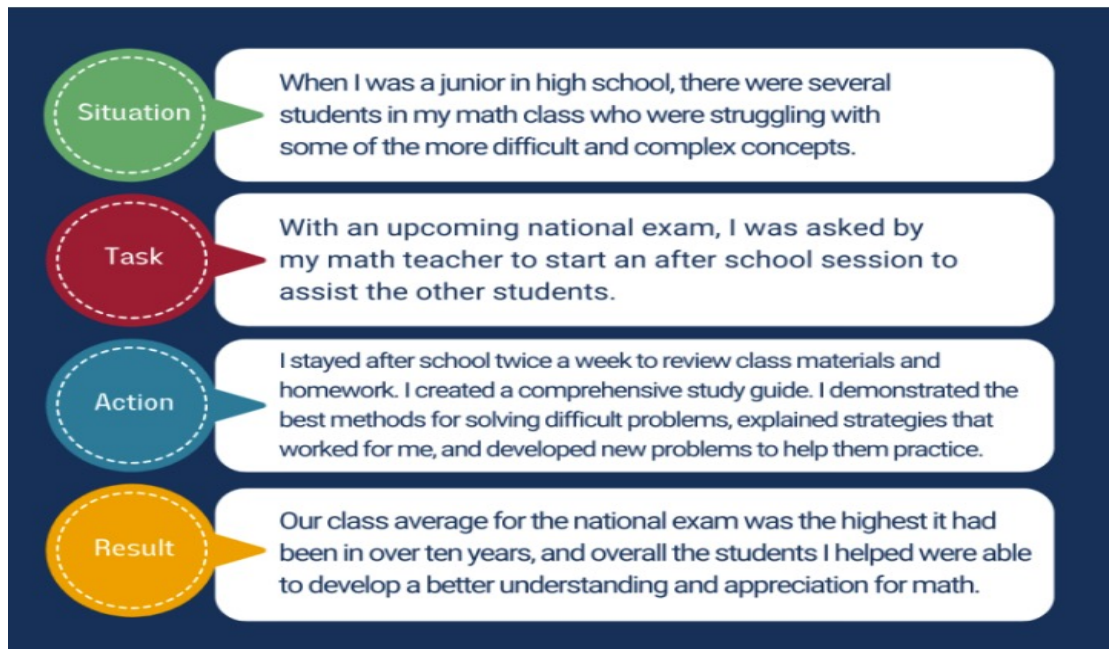 Situation
When I was a junior in high school, there were several
students in my math class who were struggling with
some of the more difficult and complex concepts.
Task
With an upcoming national exam, I was asked by
my math teacher to start an after school session to
assist the other students.
Action
I stayed after school twice a week to review class materials and
homework. I created a comprehensive study guide. I demonstrated the
best methods for solving difficult problems, explained strategies that
worked for me, and developed new problems to help them practice.
Result
Our class average for the national exam was the highest it had
been in over ten years, and overall the students I helped were able
to develop a better understanding and appreciation for math.